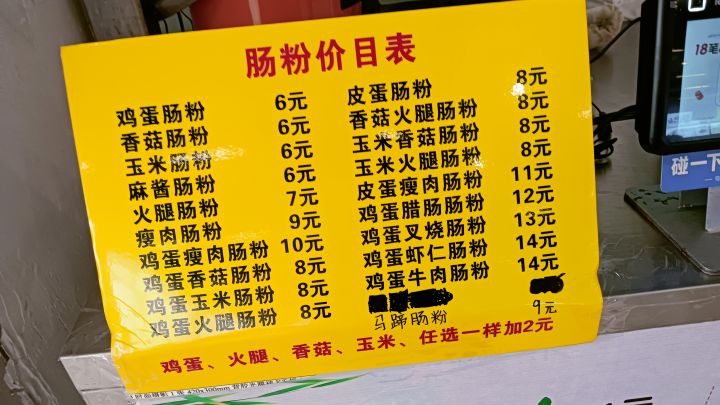 肠粉价目表
鸡蛋肠粉 6元
香菇肠粉 6元
玉米肠粉 6元
麻酱肠粉 6元
火腿肠粉 7元
瘦肉肠粉 9元
鸡蛋瘦肉肠粉 10元
鸡蛋香菇肠粉 8元
鸡蛋玉米肠粉 8元
鸡蛋火腿肠粉 8元
皮蛋肠粉 8元
香菇火腿肠粉 8元
玉米香菇肠粉 8元
玉米火腿肠粉 8元
皮蛋瘦肉肠粉 11元
鸡蛋腊肠肠粉 12元
鸡蛋叉烧肠粉 13元
鸡蛋虾仁肠粉 14元
鸡蛋牛肉肠粉 14元
马蹄肠粉 9元
鸡蛋、火腿、香菇、玉米、任选一样加2元
18笔
碰一下